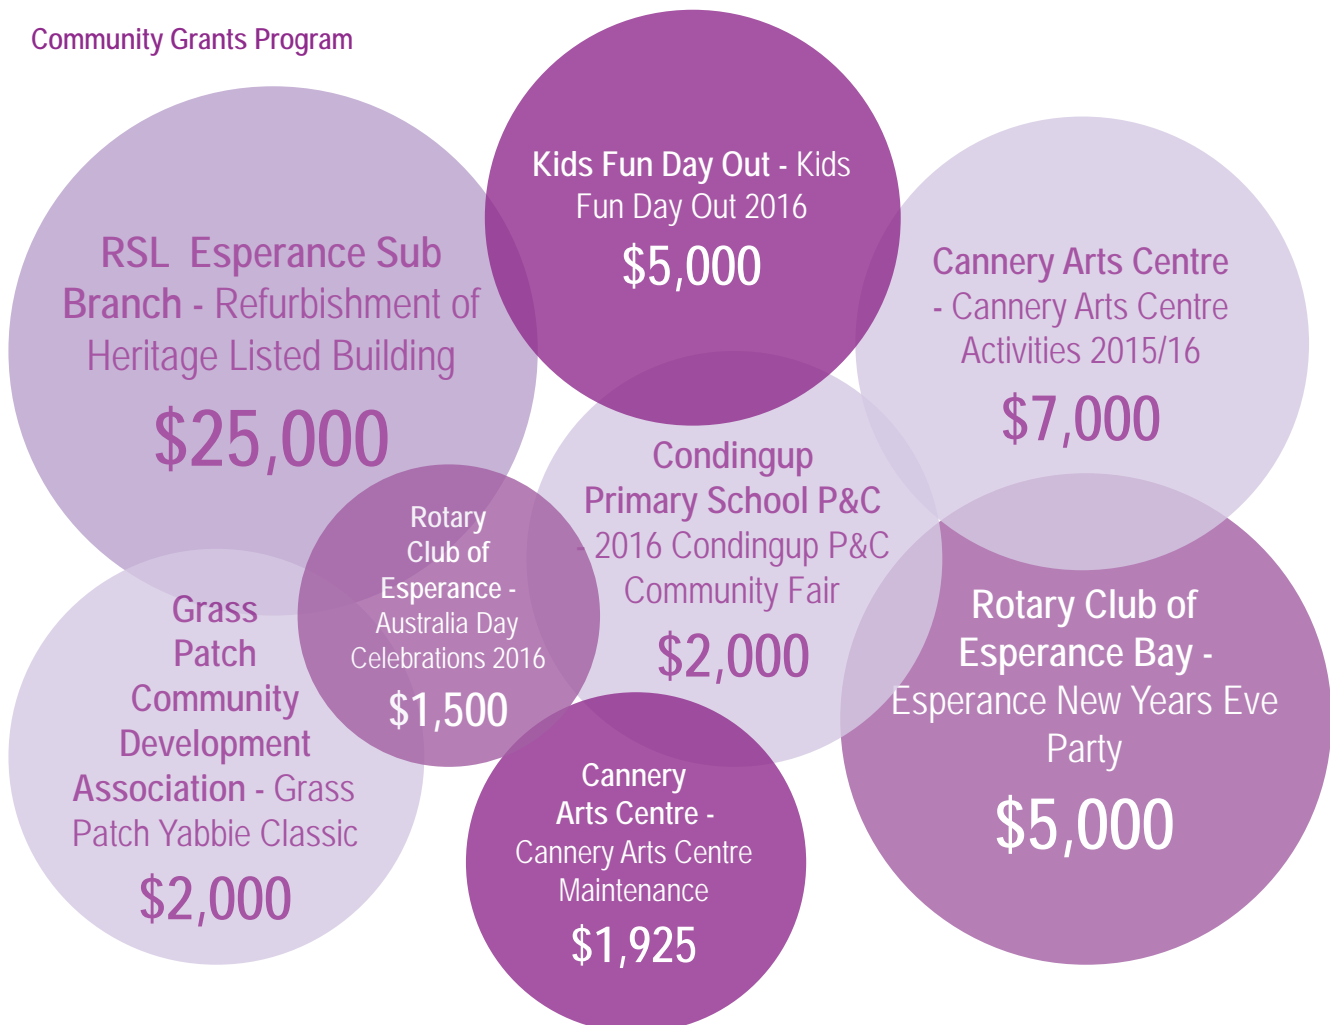 Community Grants Program
RSL Esperance Sub
Branch - Refurbishment of
Heritage Listed Building
$25,000
Kids Fun Day Out - Kids
Fun Day Out 2016
$5,000
Cannery Arts Centre
- Cannery Arts Centre
Activities 2015/16
$7,000
Condingup
Primary School P&C
- 2016 Condingup P&C
Community Fair
$2,000
Rotary
Club of
Esperance -
Australia Day
Celebrations 2016
$1,500
Grass
Patch
Community
Development
Association - Grass
Patch Yabbie Classic
$2,000
Cannery
Arts Centre -
Cannery Arts Centre
Maintenance
$1,925
Rotary Club of
Esperance Bay -
Esperance New Years Eve
Party
$5,000